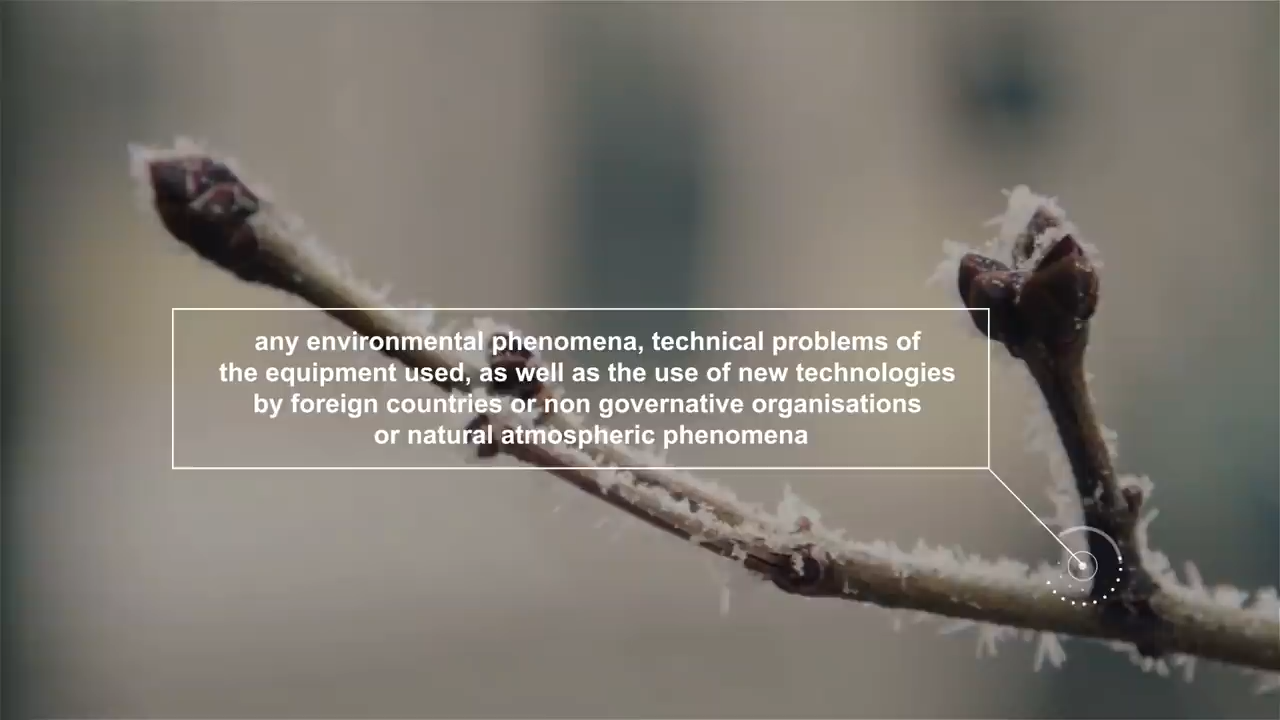 any environmental phenomena, technical problems of
the equipment used, as well as the use of new technologies
by foreign countries or non governative organisations
or natural atmospheric phenomena